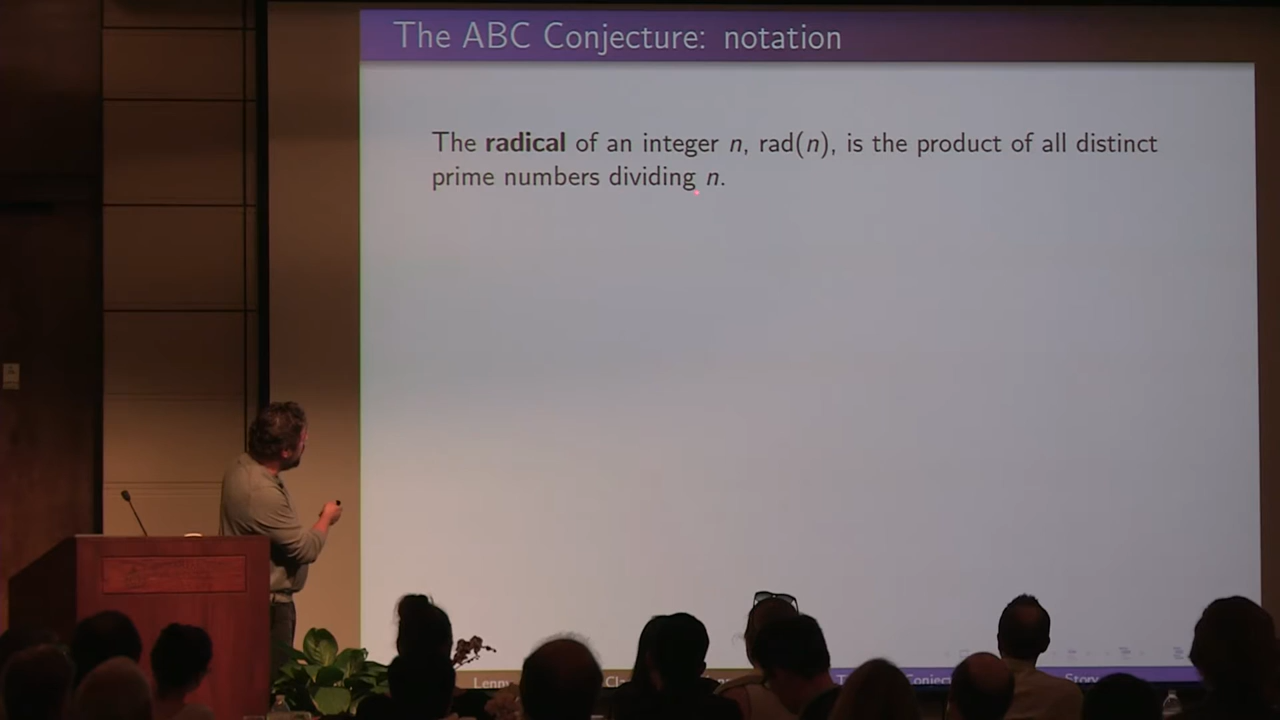 The ABC Conjecture: notation
The radical of an integer n, rad(n), is the product of all distinct
prime numbers dividing n.
Story